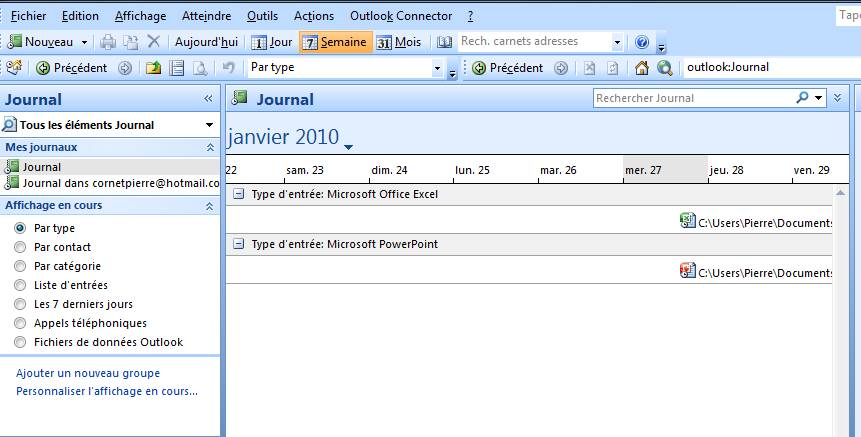 Fichier Edition Affichage Atteindre Outils Actions Outlook Connector ?
Nouveau Aujourd'hui 1 Jour 7 Semaine 31 Mois Rech. carnets adresses
Précédent Par type Précédent outlook:Journal
Journal
Tous les éléments Journal
Mes journaux
Journal
Journal dans cornetpierre@hotmail.co
Affichage en cours
Par type
Par contact
Par catégorie
Liste d'entrées
Les 7 derniers jours
Appels téléphoniques
Fichiers de données Outlook
Ajouter un nouveau groupe
Personnaliser l'affichage en cours...
Journal Rechercher Journal
janvier 2010
22 sam. 23 dim. 24 lun. 25 mar. 26 mer. 27 jeu. 28 ven. 29
Type d'entrée: Microsoft Office Excel
C:\Users\Pierre\Documents
Type d'entrée: Microsoft PowerPoint
C:\Users\Pierre\Documents